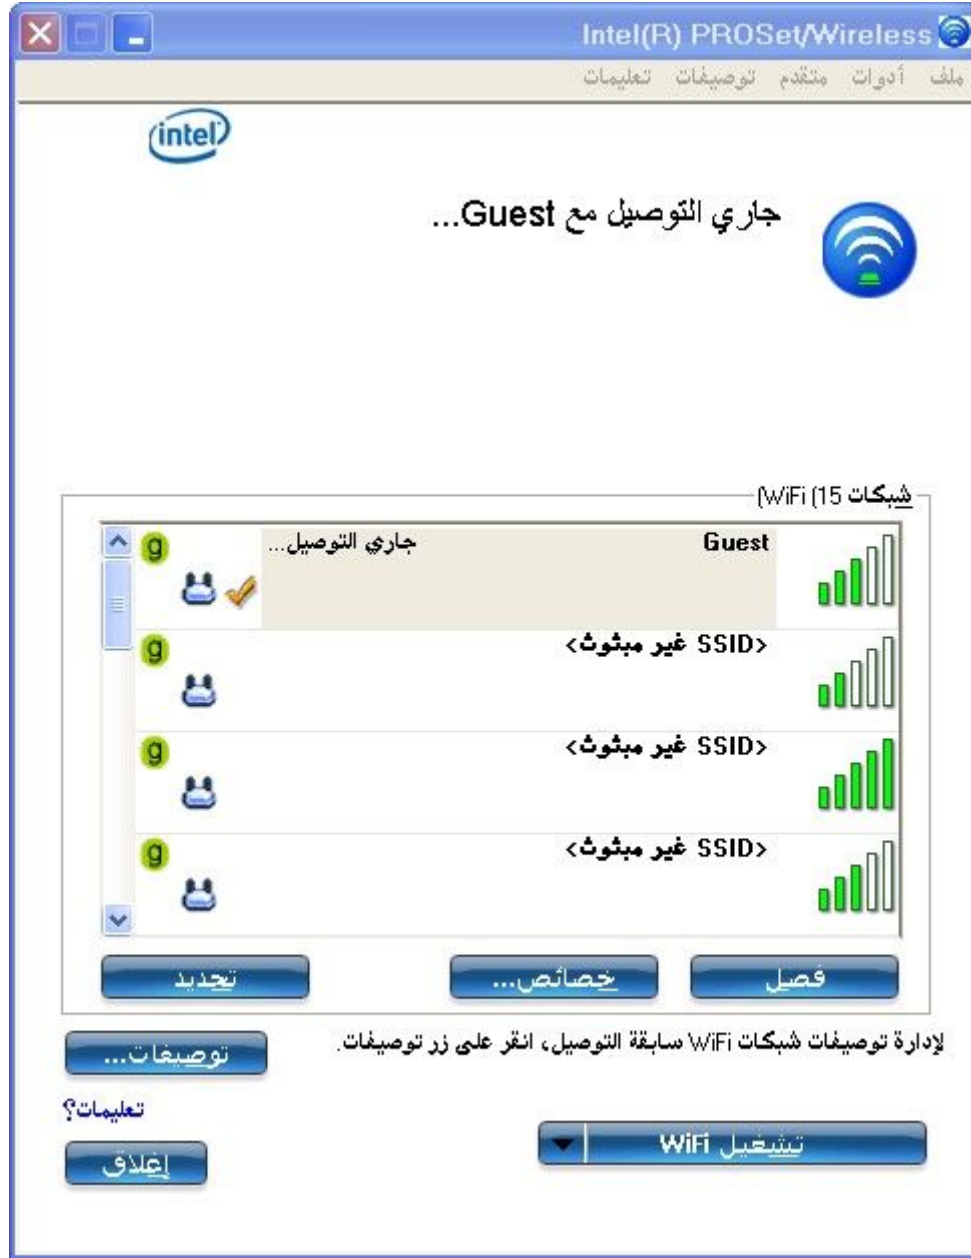 Intel(R) PROSet/Wireless
ملف أدوات متقدم توصيفات تعليمات
intel
جاري التوصيل مع Guest...
شبكات WiFi (15)
Guest جاري التوصيل...
g
<SSID غير مبثوث>
g
<SSID غير مبثوث>
g
<SSID غير مبثوث>
g
فصل خصائص... تجديد
لإدارة توصيفات شبكات WiFi سابقة التوصيل، انقر على زر توصيفات. توصيفات...
تعليمات؟
تشغيل WiFi إغلاق